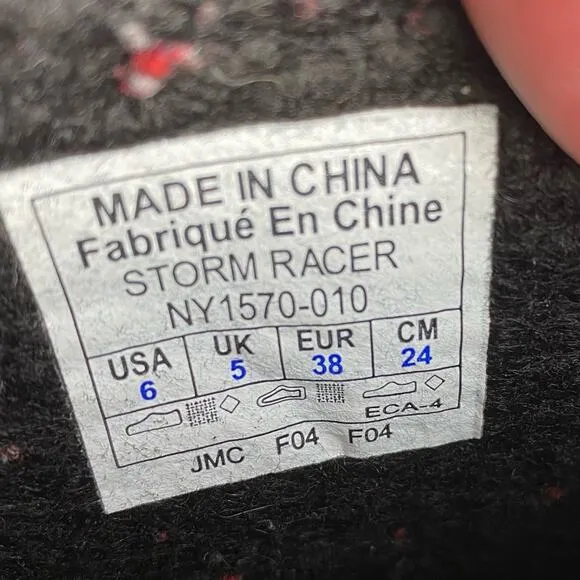 MADE IN CHINA
Fabriqué En Chine
STORM RACER
NY1570-010
USA UK EUR CM
6 5 38 24
ECA-4
JMC F04 F04